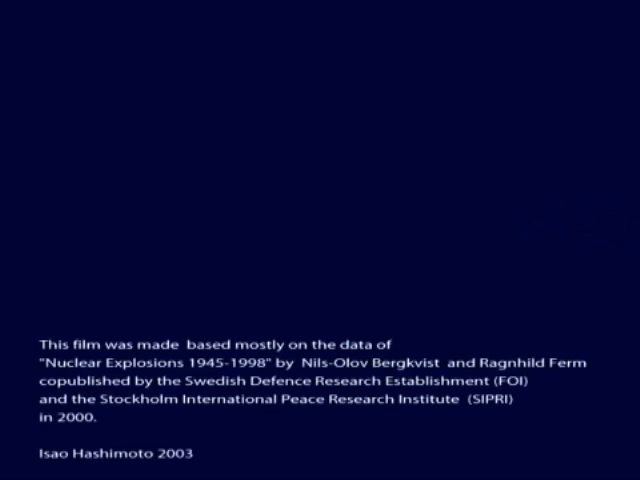 This film was made based mostly on the data of
"Nuclear Explosions 1945-1998" by Nils-Olov Bergkvist and Ragnhild Ferm
copublished by the Swedish Defence Research Establishment (FOI)
and the Stockholm International Peace Research Institute (SIPRI)
in 2000.
Isao Hashimoto 2003